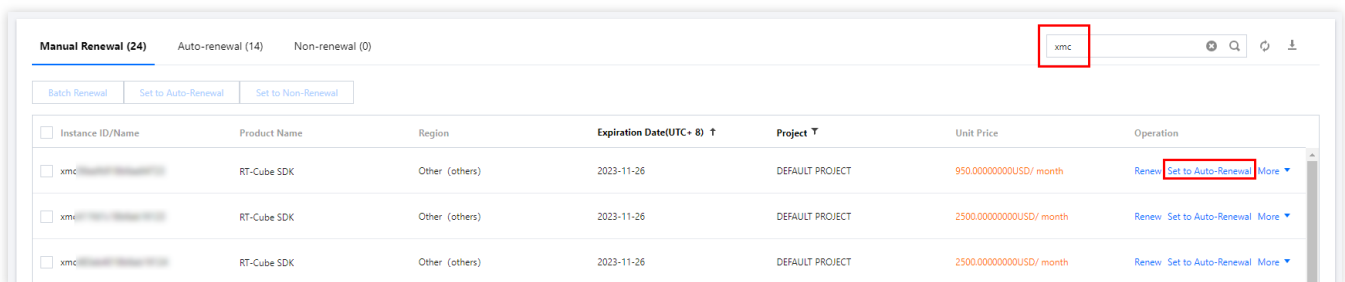 Manual Renewal (24) Auto-renewal (14) Non-renewal (0) xmc
Batch Renewal Set to Auto-Renewal Set to Non-Renewal
Instance ID/Name Product Name Region Expiration Date(UTC+ 8) ↑ Project Unit Price Operation
xmc RT-Cube SDK Other (others) 2023-11-26 DEFAULT PROJECT 950.00000000USD/ month Renew Set to Auto-Renewal More
xmc RT-Cube SDK Other (others) 2023-11-26 DEFAULT PROJECT 2500.00000000USD/ month Renew Set to Auto-Renewal More
xmc RT-Cube SDK Other (others) 2023-11-26 DEFAULT PROJECT 2500.00000000USD/ month Renew Set to Auto-Renewal More